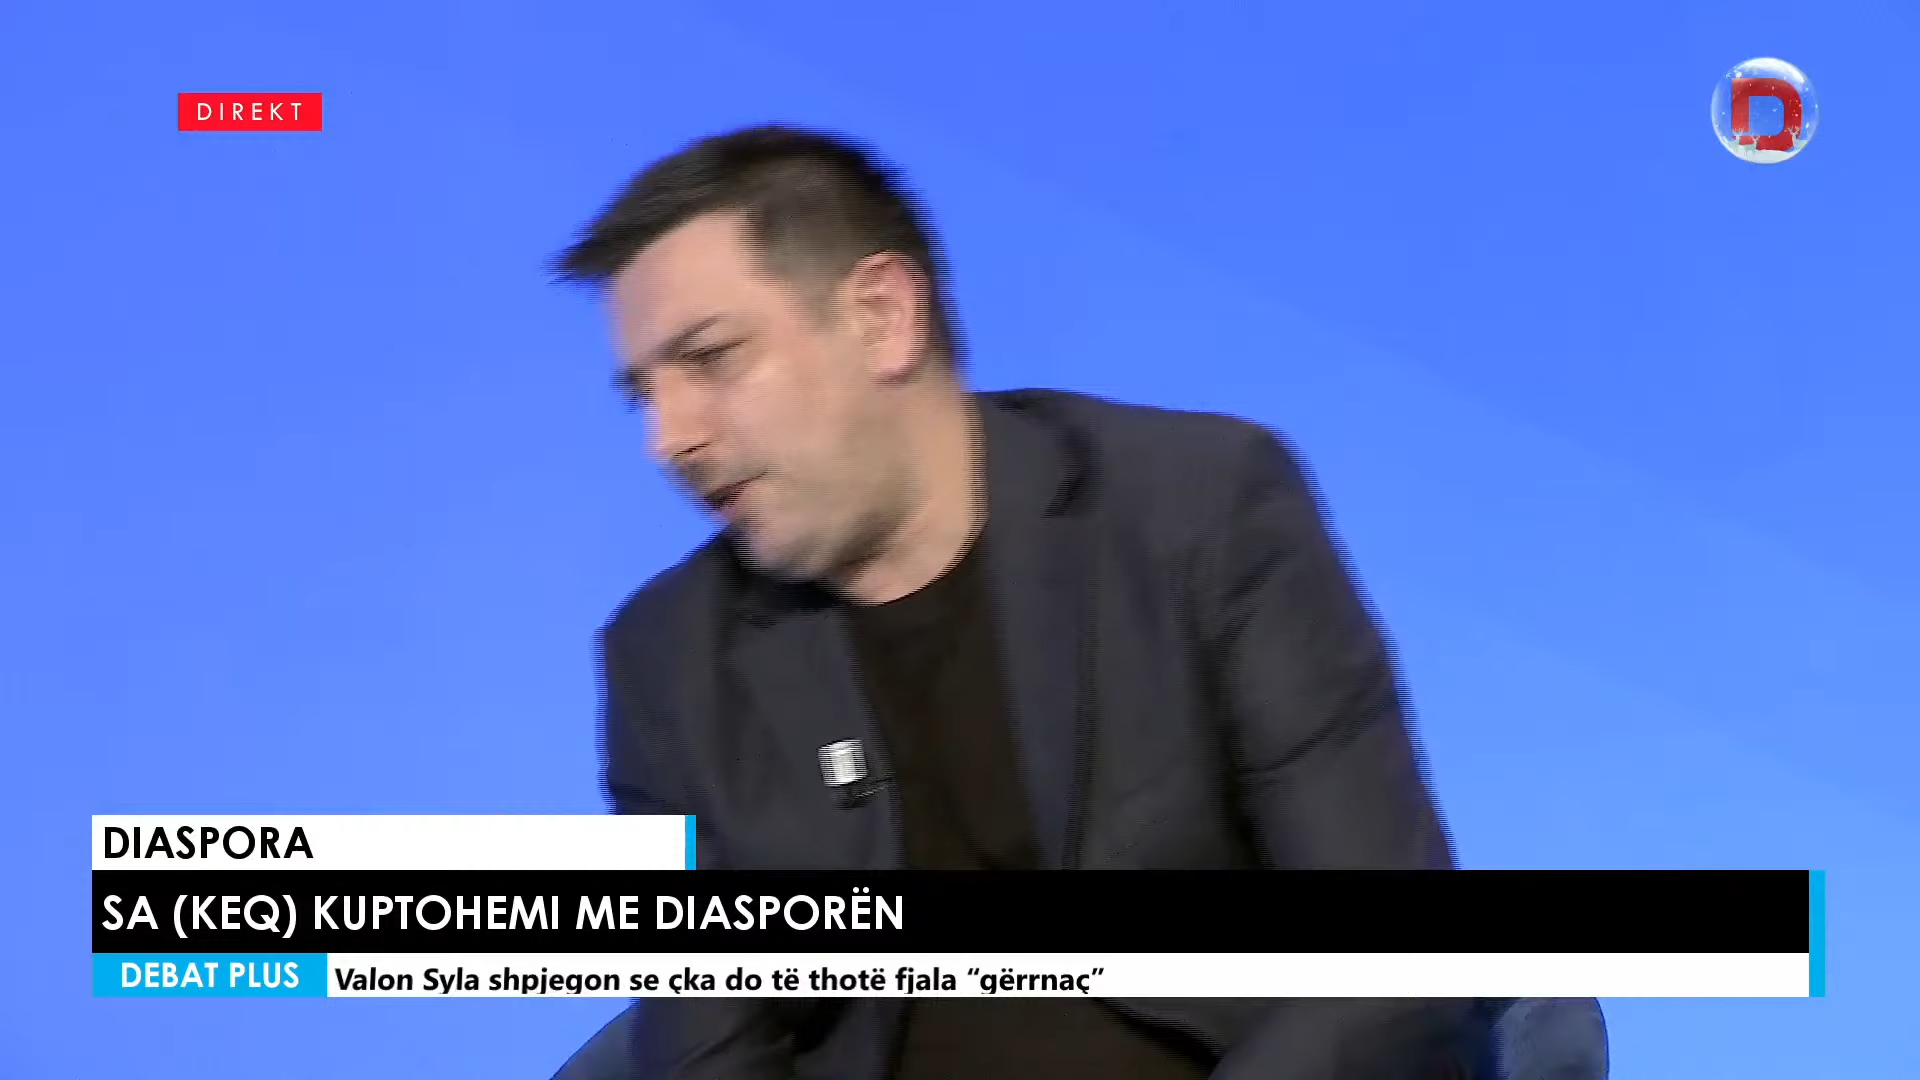 DIREKT
D
DIASPORA
SA (KEQ) KUPTOHEMI ME DIASPORËN
DEBAT PLUS Valon Syla shpjegon se çka do të thotë fjala “gërrnaç”